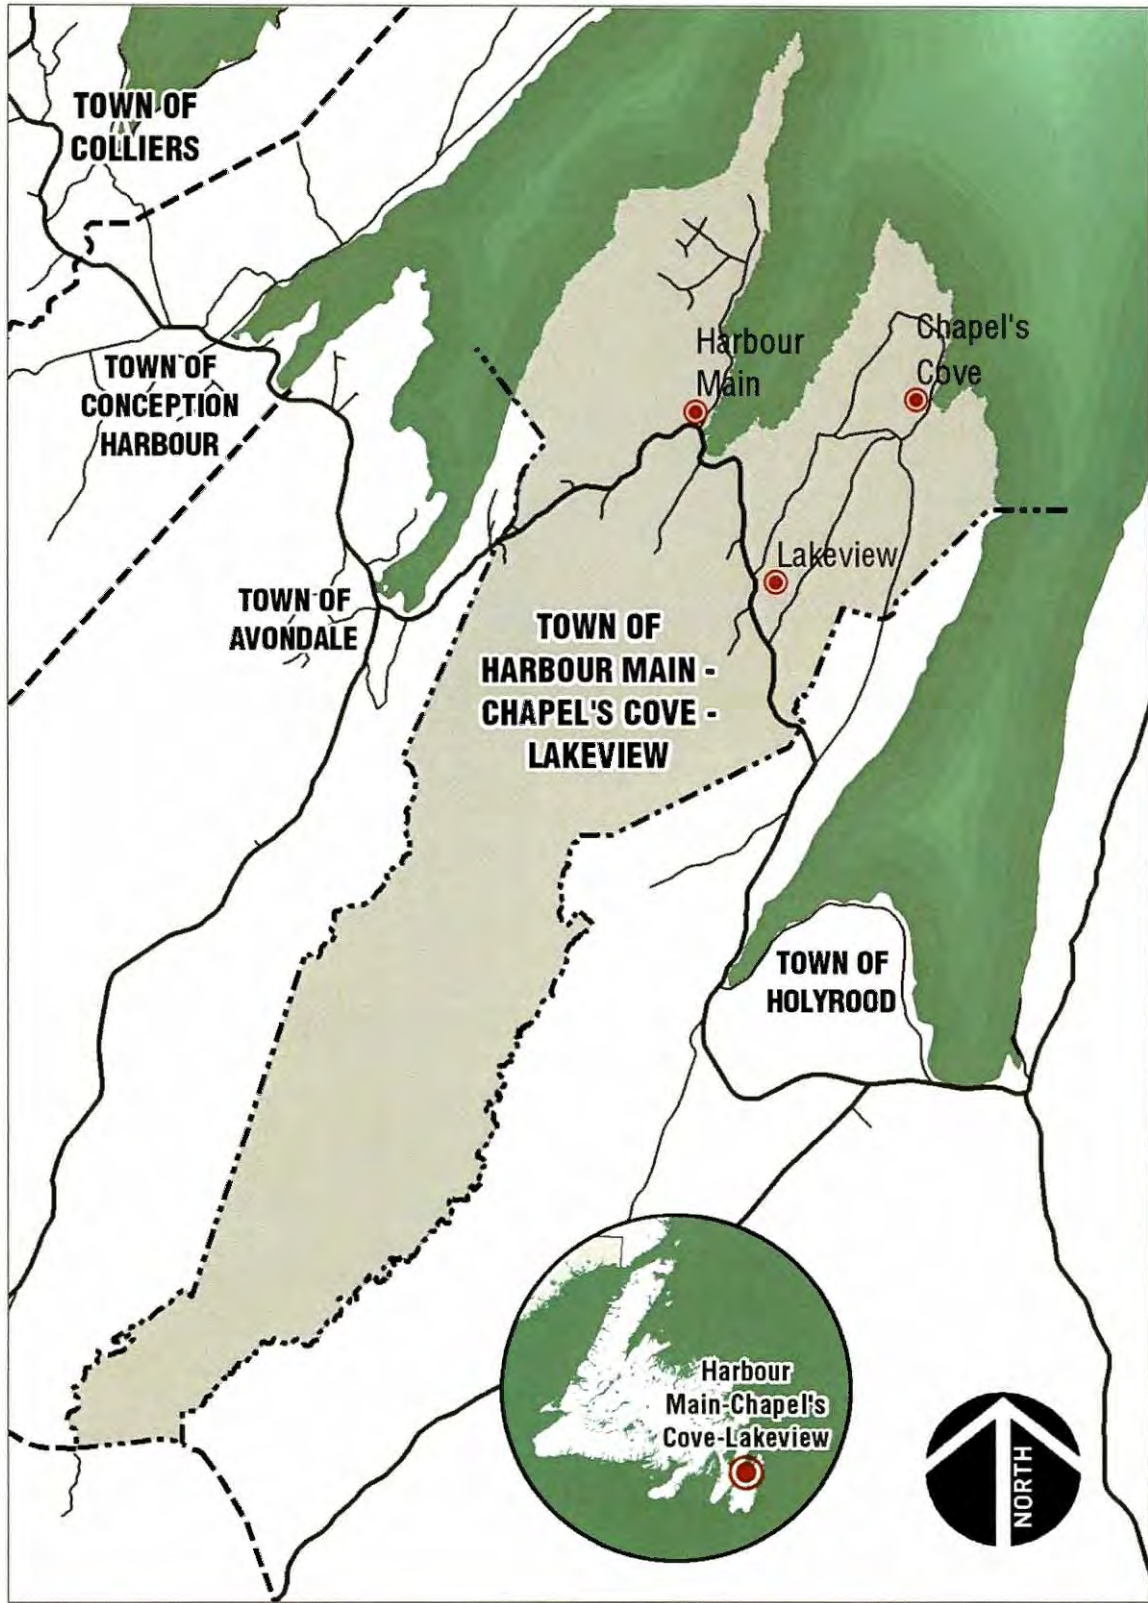 TOWN OF
COLLIERS
Harbour
Main
Chapel's
Cove
TOWN OF
CONCEPTION
HARBOUR
Lakeview
TOWN OF
AVONDALE
TOWN OF
HARBOUR MAIN -
CHAPEL'S COVE -
LAKEVIEW
TOWN OF
HOLYROOD
Harbour
Main-Chapel's
Cove-Lakeview
NORTH